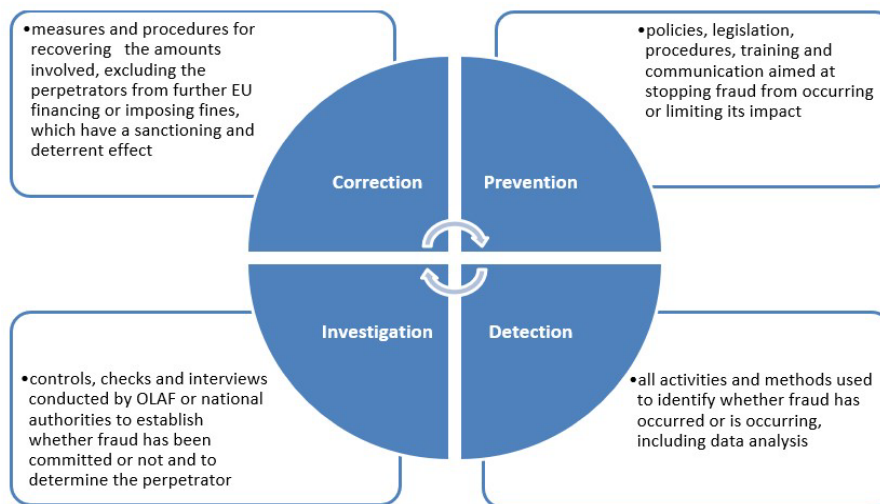 •measures and procedures for
recovering the amounts
involved, excluding the
perpetrators from further EU
financing or imposing fines,
which have a sanctioning and
deterrent effect
•policies, legislation,
procedures, training and
communication aimed at
stopping fraud from occurring
or limiting its impact
Correction
Prevention
Investigation
Detection
•controls, checks and interviews
conducted by OLAF or national
authorities to establish
whether fraud has been
committed or not and to
determine the perpetrator
•all activities and methods used
to identify whether fraud has
occurred or is occurring,
including data analysis